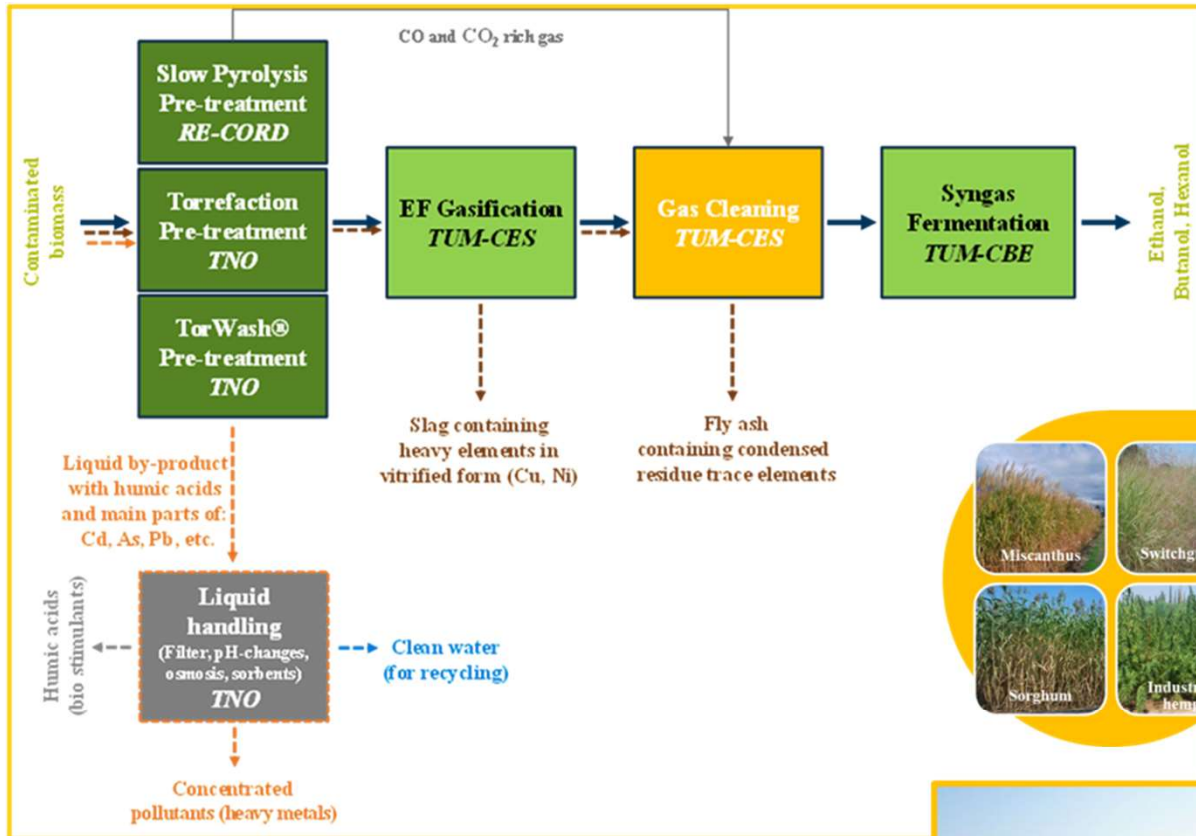 CO and CO₂ rich gas
Slow Pyrolysis
Pre-treatment
RE-CORD
Contaminated
biomass
Torrefaction
Pre-treatment
TNO
TorWash®
Pre-treatment
TNO
EF Gasification
TUM-CES
Gas Cleaning
TUM-CES
Syngas
Fermentation
TUM-CBE
Ethanol,
Butanol, Hexanol
Slag containing
heavy elements in
vitrified form (Cu, Ni)
Fly ash
containing condensed
residue trace elements
Liquid by-product
with humic acids
and main parts of:
Cd, As, Pb, etc.
Humic acids
(bio stimulants)
Liquid
handling
(Filter, pH-changes,
osmosis, sorbents)
TNO
Clean water
(for recycling)
Concentrated
pollutants (heavy metals)
Miscanthus
Sorghum
hemp